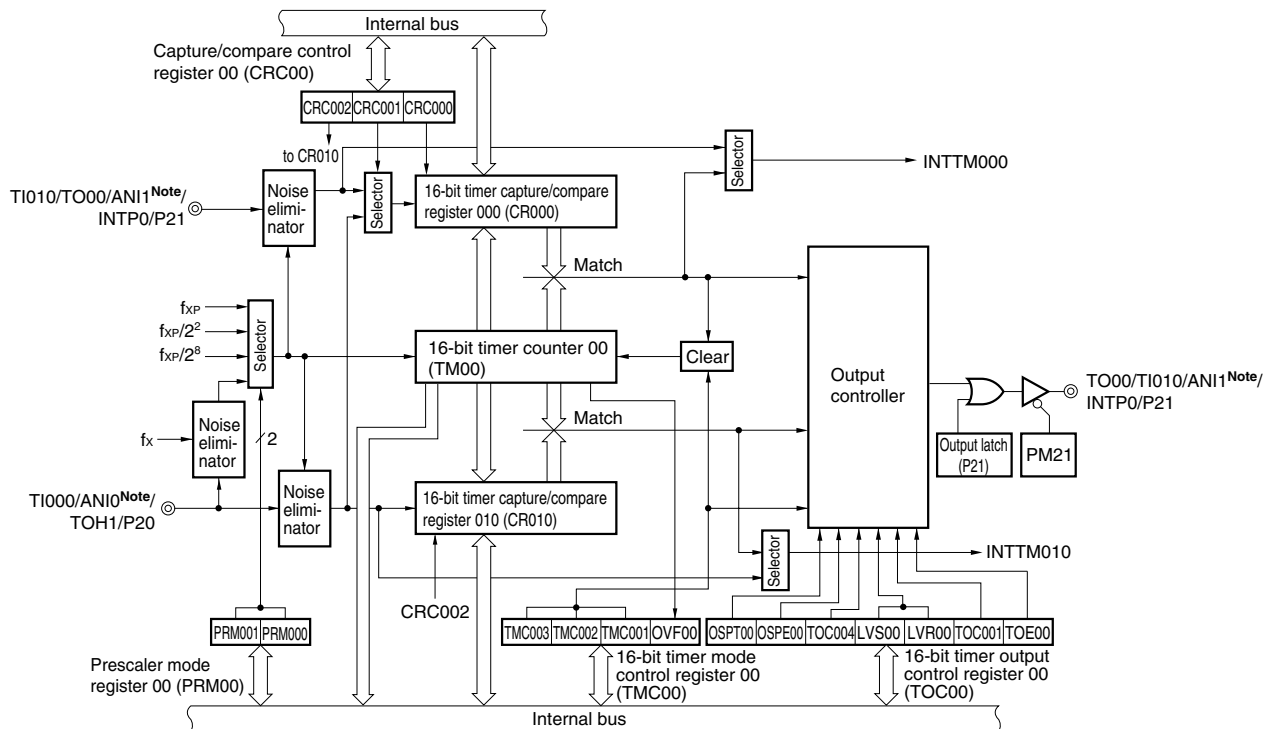 Internal bus
Capture/compare control
register 00 (CRC00)
CRC002 CRC001 CRC000
to CR010
Selector
INTTM000
TI010/TO00/ANI1Note/
INTP0/P21
Noise
elimi-
nator
Selector
16-bit timer capture/compare
register 000 (CR000)
Match
fXP
fXP/2²
fXP/2⁸
Selector
16-bit timer counter 00
(TM00)
Clear
Output
controller
TO00/TI010/ANI1Note/
INTP0/P21
fX
Noise
elimi-
nator
2
Match
Output latch
(P21)
PM21
TI000/ANI0Note/
TOH1/P20
Noise
elimi-
nator
16-bit timer capture/compare
register 010 (CR010)
Selector
INTTM010
CRC002
PRM001 PRM000
TMC003 TMC002 TMC001 OVF00
OSPT00 OSPE00 TOC004 LVS00 LVR00 TOC001 TOE00
Prescaler mode
register 00 (PRM00)
16-bit timer mode
control register 00
(TMC00)
16-bit timer output
control register 00
(TOC00)
Internal bus